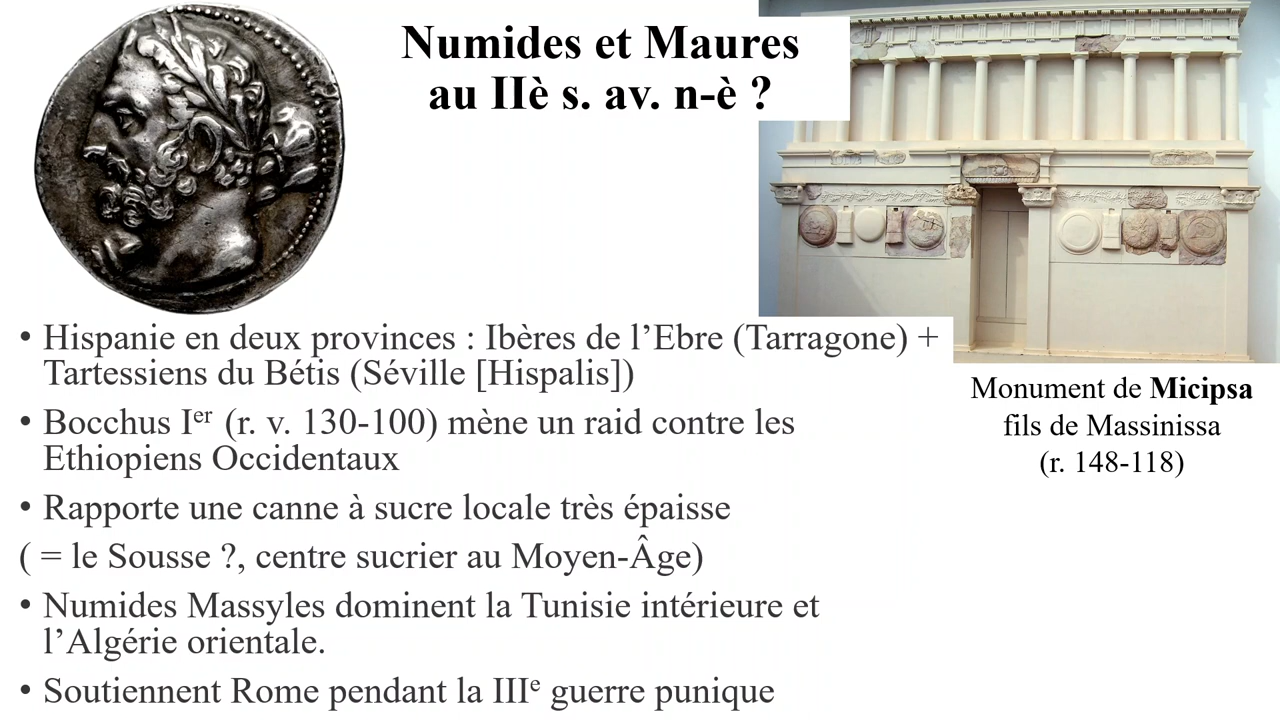 Numides et Maures
au IIè s. av. n-è ?
• Hispanie en deux provinces : Ibères de l’Ebre (Tarragone) +
Tartessiens du Bétis (Séville [Hispalis])
• Bocchus Ier (r. v. 130-100) mène un raid contre les
Ethiopiens Occidentaux
• Rapporte une canne à sucre locale très épaisse
( = le Sousse ?, centre sucrier au Moyen-Âge)
• Numides Massyles dominent la Tunisie intérieure et
l’Algérie orientale.
• Soutiennent Rome pendant la IIIe guerre punique
Monument de Micipsa
fils de Massinissa
(r. 148-118)